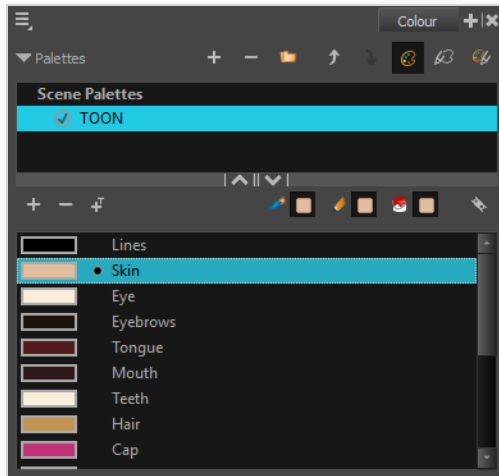 Colour
Palettes
Scene Palettes
TOON
Lines
Skin
Eye
Eyebrows
Tongue
Mouth
Teeth
Hair
Cap